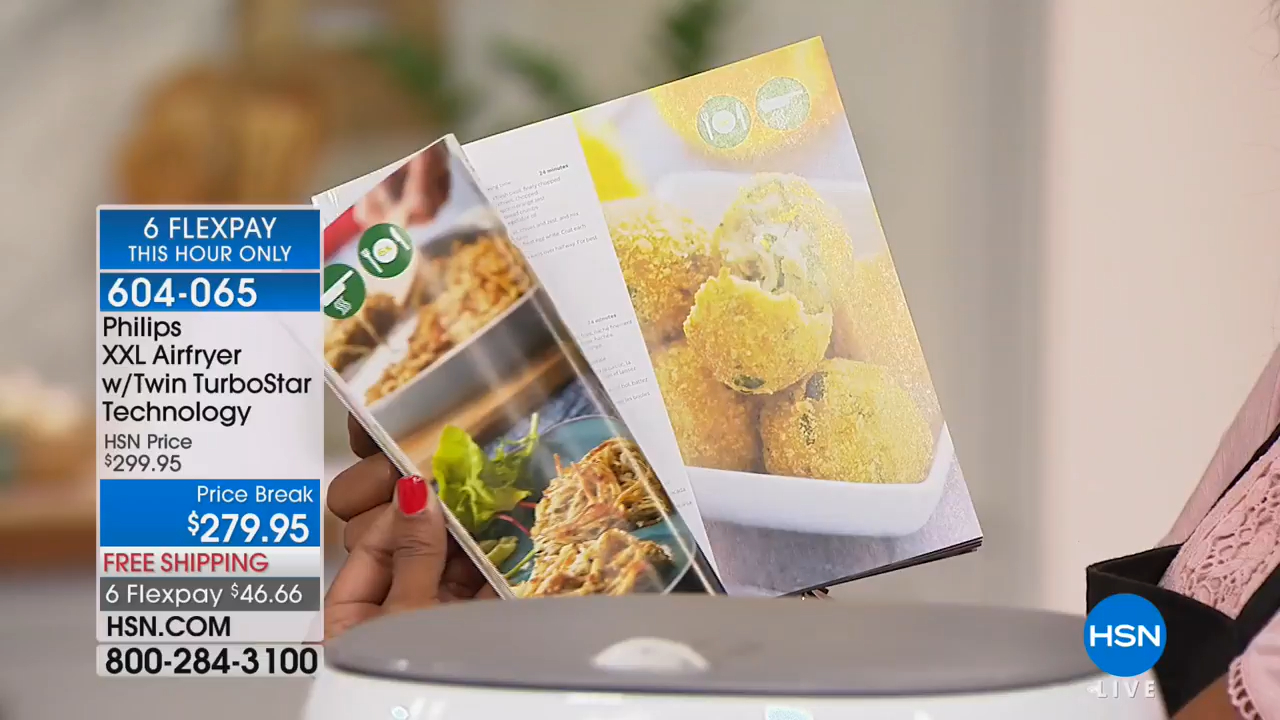 6 FLEXPAY
THIS HOUR ONLY
604-065
Philips
XXL Airfryer
w/Twin TurboStar
Technology
HSN Price
$299.95
Price Break
$279.95
FREE SHIPPING
6 Flexpay $46.66
HSN.COM
800-284-3100
24 minutes
HSN
LIVE